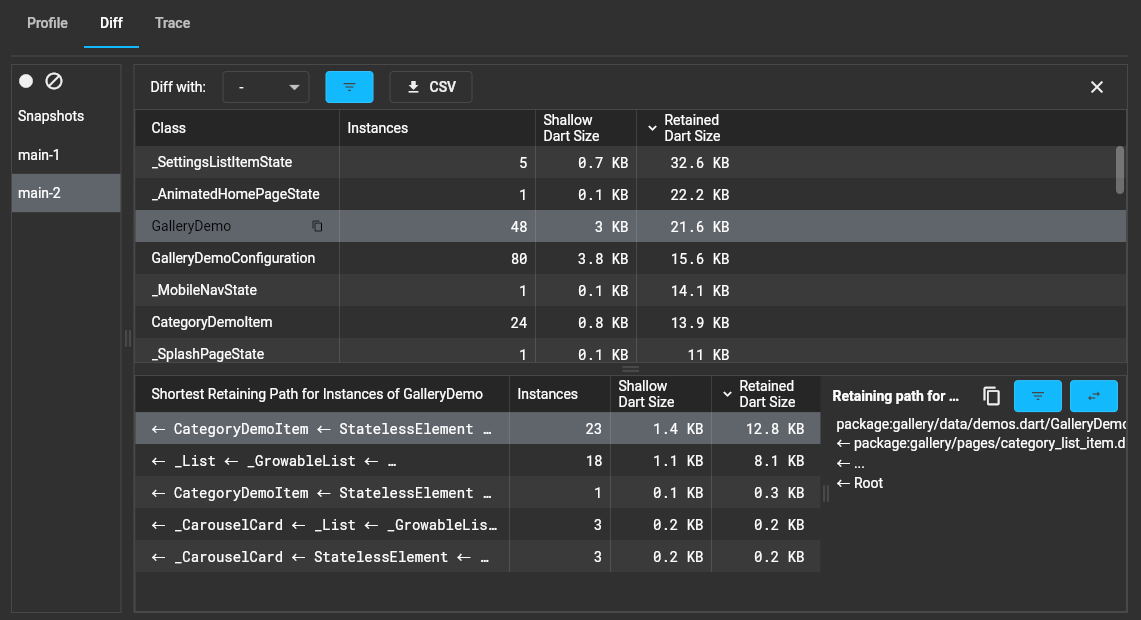 Profile Diff Trace
Diff with: - CSV
Snapshots
main-1
main-2
Class Instances Shallow Dart Size Retained Dart Size
_SettingsListItemState 5 0.7 KB 32.6 KB
_AnimatedHomePageState 1 0.1 KB 22.2 KB
GalleryDemo 48 3 KB 21.6 KB
GalleryDemoConfiguration 80 3.8 KB 15.6 KB
_MobileNavState 1 0.1 KB 14.1 KB
CategoryDemoItem 24 0.8 KB 13.9 KB
_SplashPageState 1 0.1 KB 11 KB
Shortest Retaining Path for Instances of GalleryDemo Instances Shallow Dart Size Retained Dart Size
← CategoryDemoItem ← StatelessElement … 23 1.4 KB 12.8 KB
← _List ← _GrowableList ← … 18 1.1 KB 8.1 KB
← CategoryDemoItem ← StatelessElement … 1 0.1 KB 0.3 KB
← _CarouselCard ← _List ← _GrowableLis… 3 0.2 KB 0.2 KB
← _CarouselCard ← StatelessElement ← … 3 0.2 KB 0.2 KB
Retaining path for ...
package:gallery/data/demos.dart/GalleryDemo
← package:gallery/pages/category_list_item.d
← ...
← Root